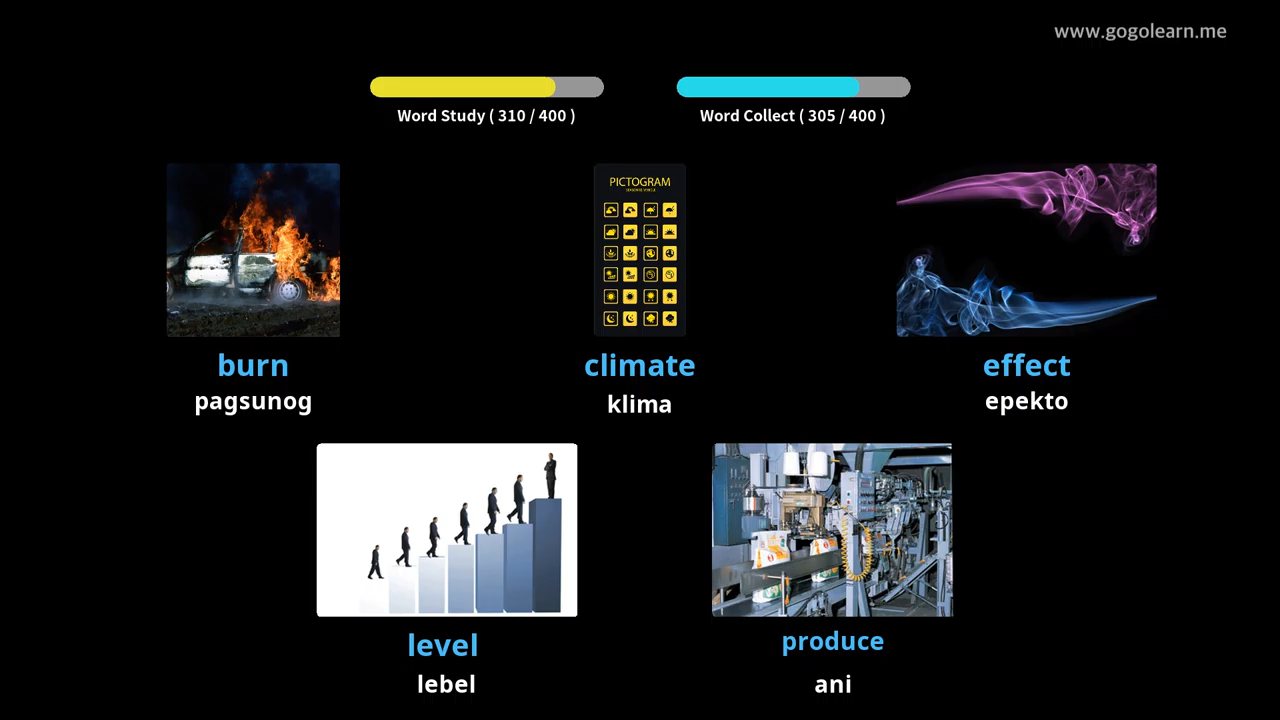 www.gogolearn.me
Word Study ( 310 / 400 )
Word Collect ( 305 / 400 )
PICTOGRAM
burn
pagsunog
climate
klima
effect
epekto
level
lebel
produce
ani